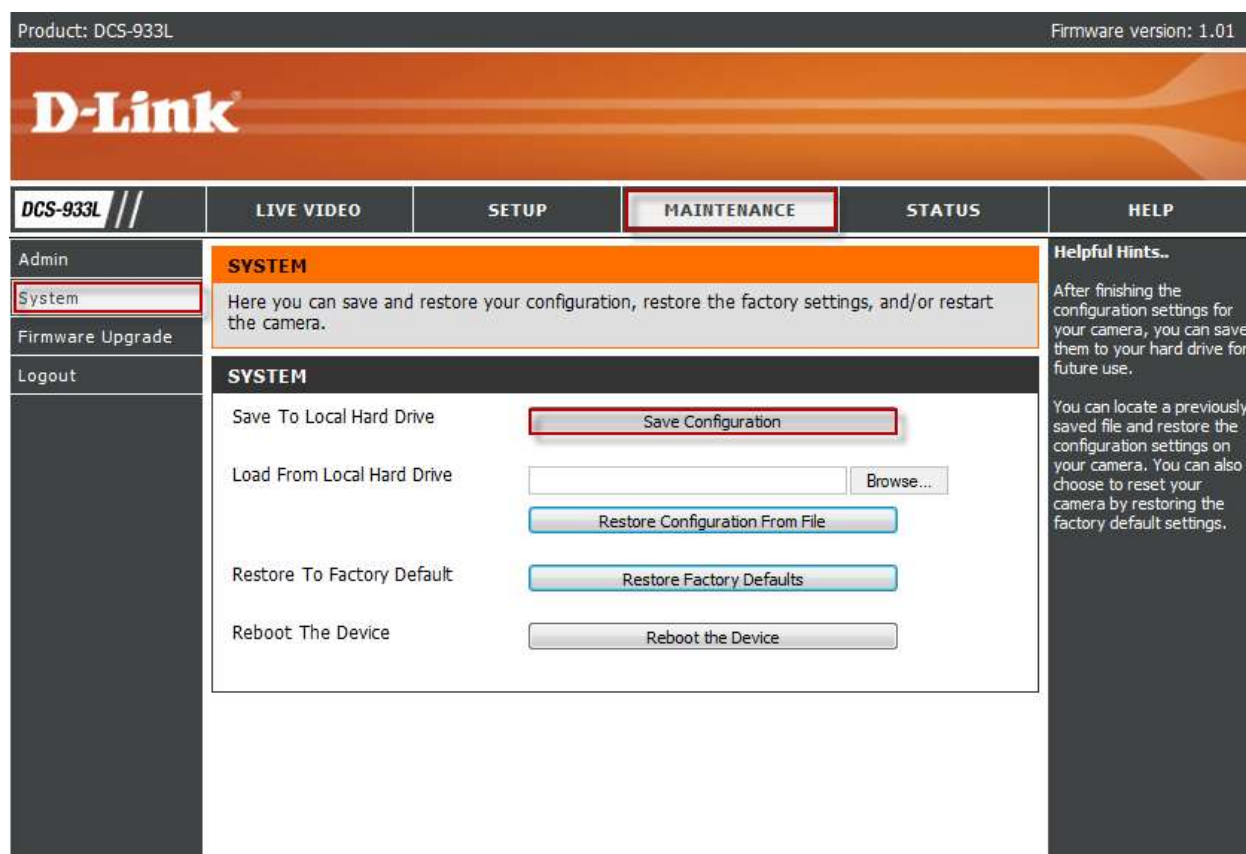 Product: DCS-933L
Firmware version: 1.01
D-Link
DCS-933L
LIVE VIDEO
SETUP
MAINTENANCE
STATUS
HELP
Admin
System
Firmware Upgrade
Logout
SYSTEM
Here you can save and restore your configuration, restore the factory settings, and/or restart
the camera.
SYSTEM
Save To Local Hard Drive
Save Configuration
Load From Local Hard Drive
Browse...
Restore Configuration From File
Restore To Factory Default
Restore Factory Defaults
Reboot The Device
Reboot the Device
Helpful Hints..
After finishing the
configuration settings for
your camera, you can save
them to your hard drive for
future use.
You can locate a previously
saved file and restore the
configuration settings on
your camera. You can also
choose to reset your
camera by restoring the
factory default settings.